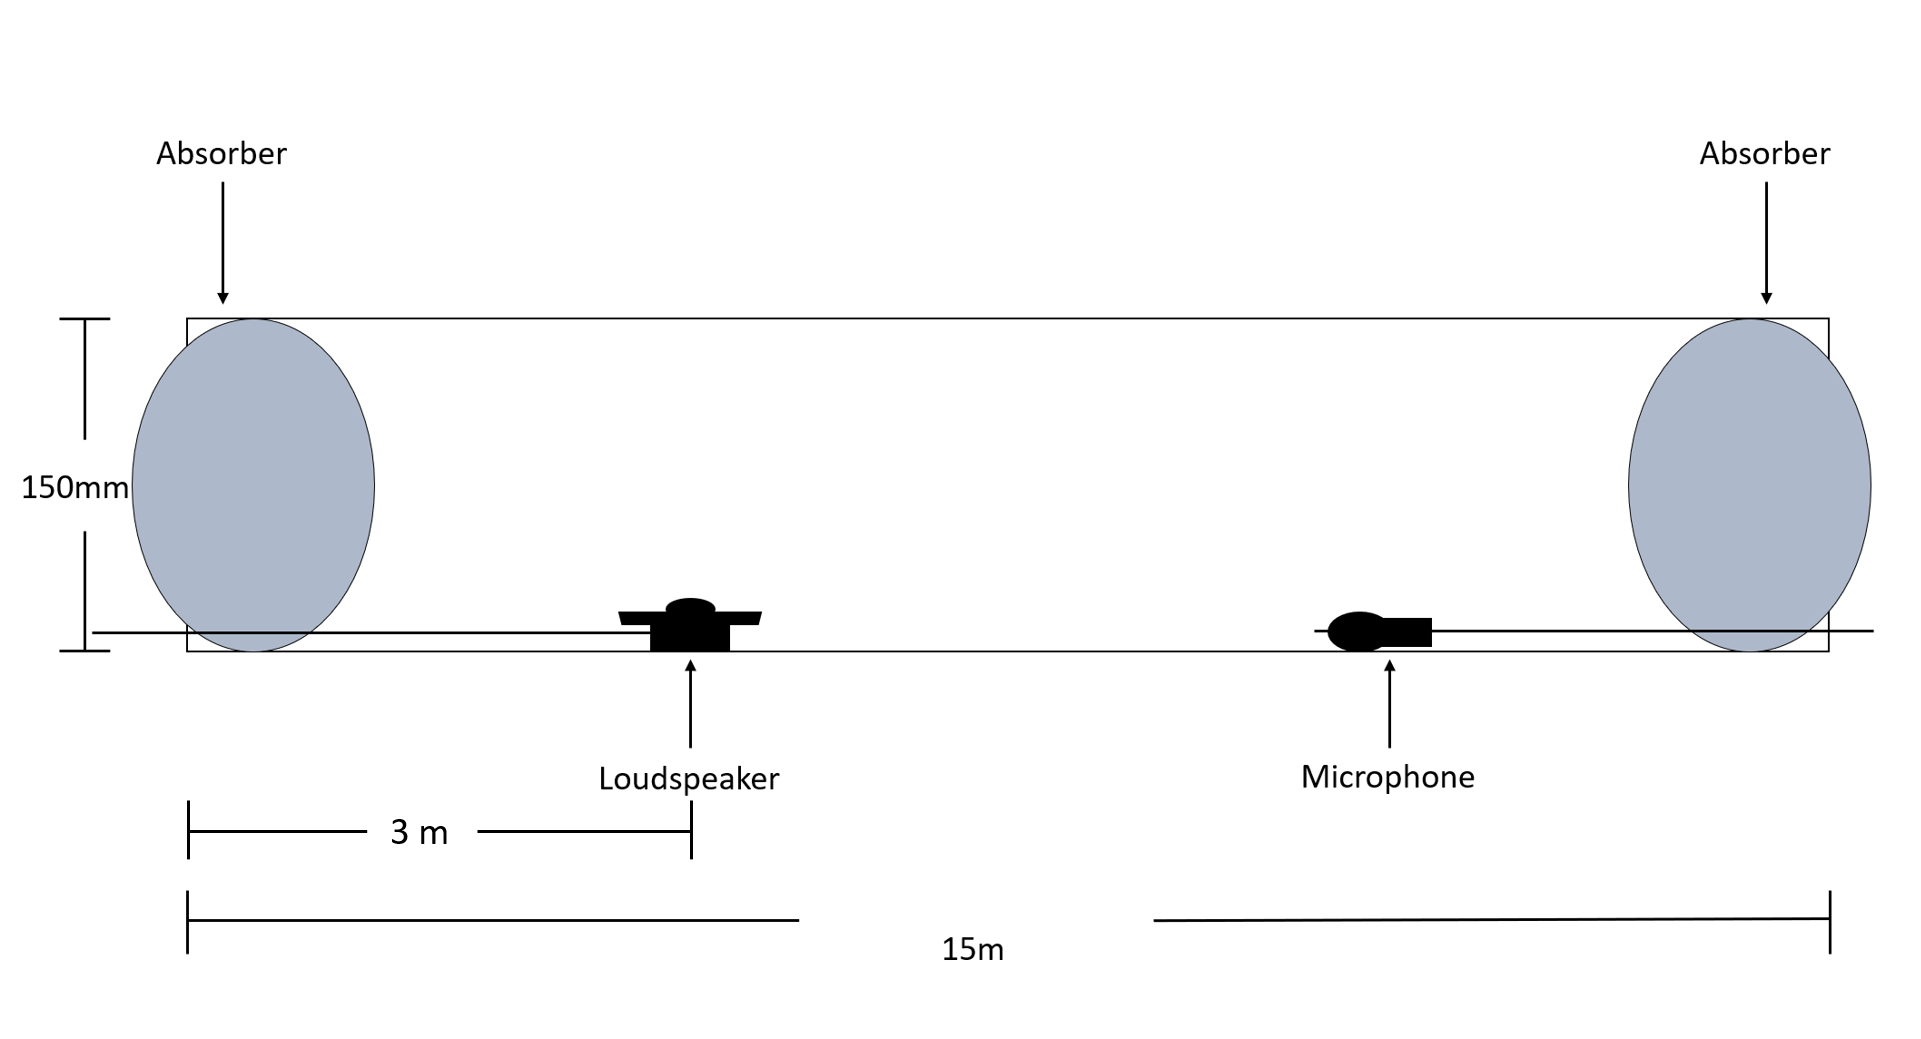 Absorber
Absorber
150mm
Loudspeaker
Microphone
3 m
15m